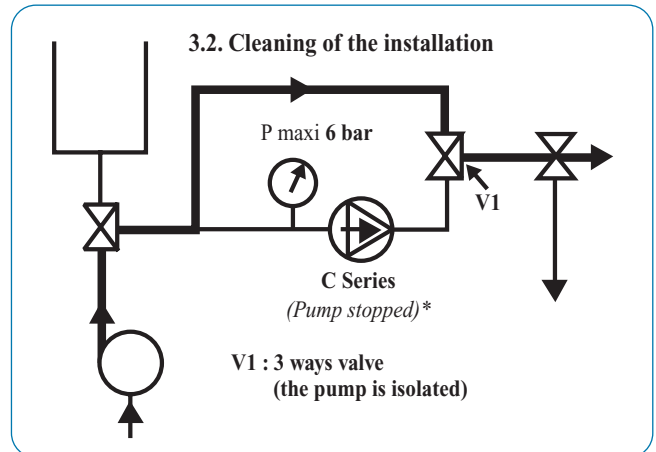 3.2. Cleaning of the installation
P maxi 6 bar
V1
C Series
(Pump stopped)*
V1 : 3 ways valve
(the pump is isolated)